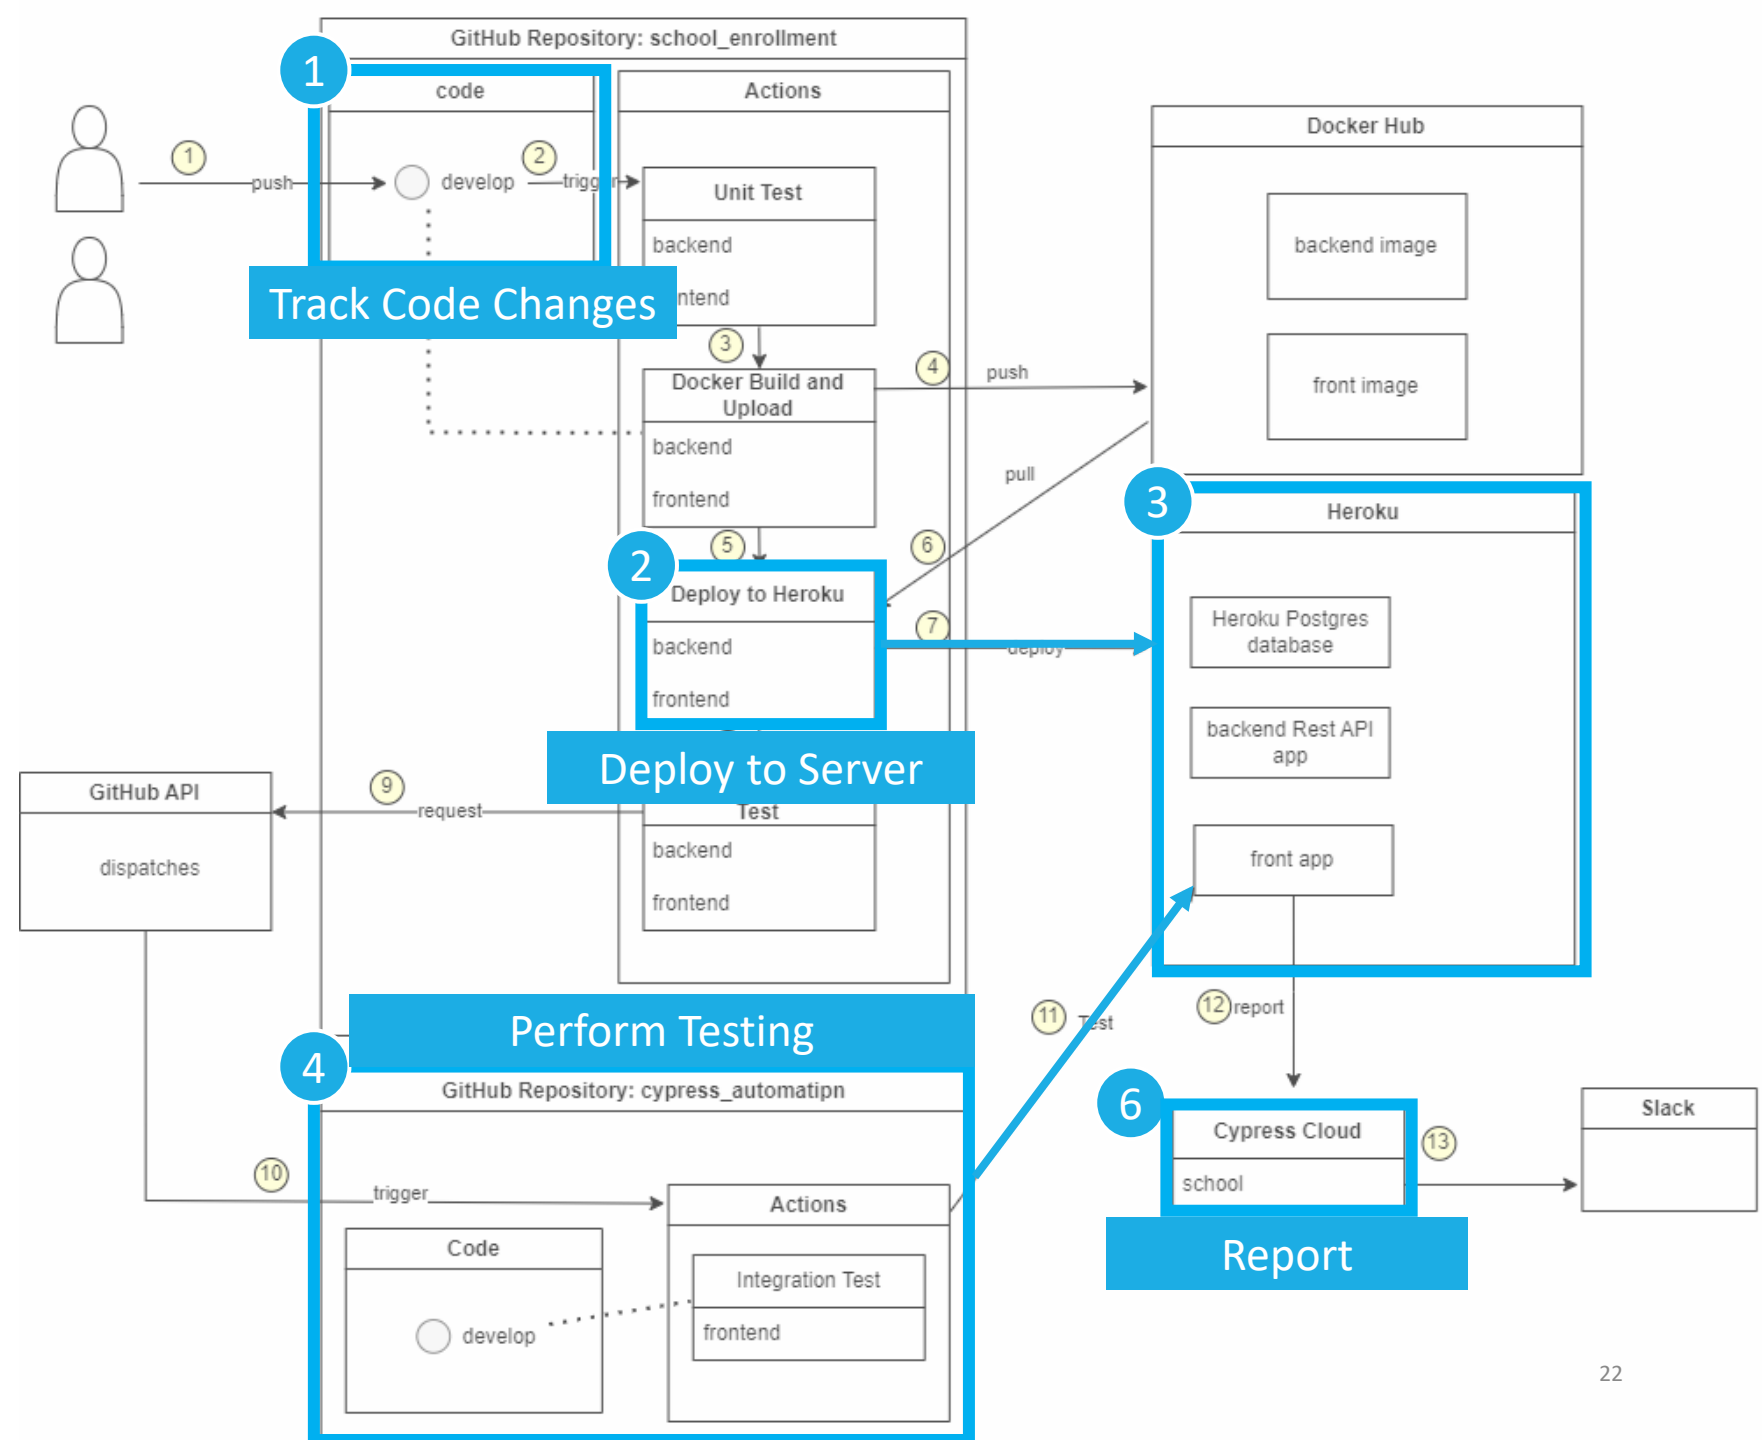 GitHub Repository: school_enrollment
1
code
Actions
1
push
develop
2
trigger
Unit Test
backend
ntend
Track Code Changes
3
Docker Build and
Upload
backend
frontend
4
push
Docker Hub
backend image
front image
pull
5
6
2
Deploy to Heroku
backend
frontend
7
deploy
Deploy to Server
3
Heroku
Heroku Postgres
database
backend Rest API
app
front app
GitHub API
dispatches
9
request
Test
backend
frontend
Perform Testing
4
GitHub Repository: cypress_automatipn
10
trigger
Code
develop
Actions
Integration Test
frontend
11
Test
12
report
6
Cypress Cloud
school
Report
13
Slack
22